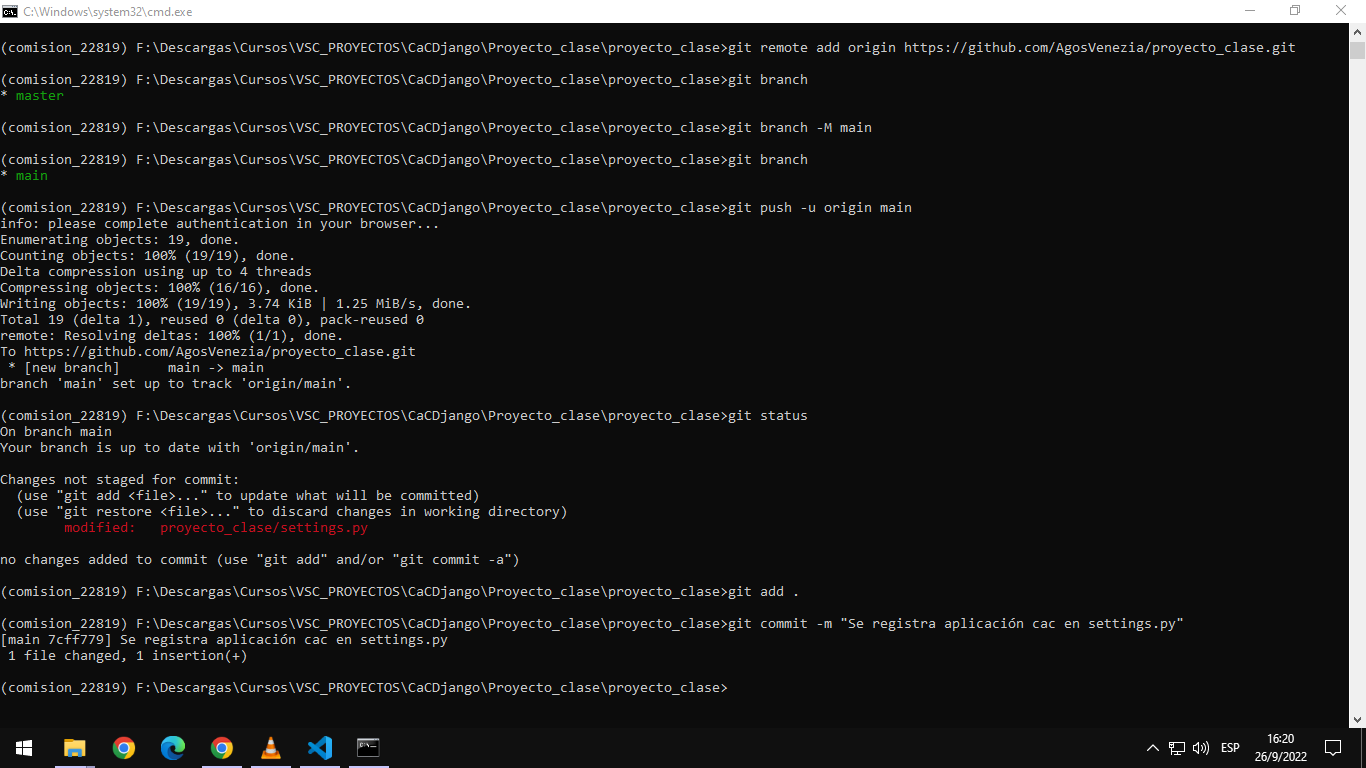 C:\Windows\system32\cmd.exe
(comision_22819) F:\Descargas\Cursos\VSC_PROYECTOS\CaCDjango\Proyecto_clase\proyecto_clase>git remote add origin https://github.com/AgosVenezia/proyecto_clase.git
(comision_22819) F:\Descargas\Cursos\VSC_PROYECTOS\CaCDjango\Proyecto_clase\proyecto_clase>git branch
* master
(comision_22819) F:\Descargas\Cursos\VSC_PROYECTOS\CaCDjango\Proyecto_clase\proyecto_clase>git branch -M main
(comision_22819) F:\Descargas\Cursos\VSC_PROYECTOS\CaCDjango\Proyecto_clase\proyecto_clase>git branch
* main
(comision_22819) F:\Descargas\Cursos\VSC_PROYECTOS\CaCDjango\Proyecto_clase\proyecto_clase>git push -u origin main
info: please complete authentication in your browser...
Enumerating objects: 19, done.
Counting objects: 100% (19/19), done.
Delta compression using up to 4 threads
Compressing objects: 100% (16/16), done.
Writing objects: 100% (19/19), 3.74 KiB | 1.25 MiB/s, done.
Total 19 (delta 1), reused 0 (delta 0), pack-reused 0
remote: Resolving deltas: 100% (1/1), done.
To https://github.com/AgosVenezia/proyecto_clase.git
 * [new branch]      main -> main
branch 'main' set up to track 'origin/main'.
(comision_22819) F:\Descargas\Cursos\VSC_PROYECTOS\CaCDjango\Proyecto_clase\proyecto_clase>git status
On branch main
Your branch is up to date with 'origin/main'.
Changes not staged for commit:
  (use "git add <file>..." to update what will be committed)
  (use "git restore <file>..." to discard changes in working directory)
        modified:   proyecto_clase/settings.py
no changes added to commit (use "git add" and/or "git commit -a")
(comision_22819) F:\Descargas\Cursos\VSC_PROYECTOS\CaCDjango\Proyecto_clase\proyecto_clase>git add .
(comision_22819) F:\Descargas\Cursos\VSC_PROYECTOS\CaCDjango\Proyecto_clase\proyecto_clase>git commit -m "Se registra aplicación cac en settings.py"
[main 7cff779] Se registra aplicación cac en settings.py
 1 file changed, 1 insertion(+)
(comision_22819) F:\Descargas\Cursos\VSC_PROYECTOS\CaCDjango\Proyecto_clase\proyecto_clase>
ESP
16:20
26/9/2022